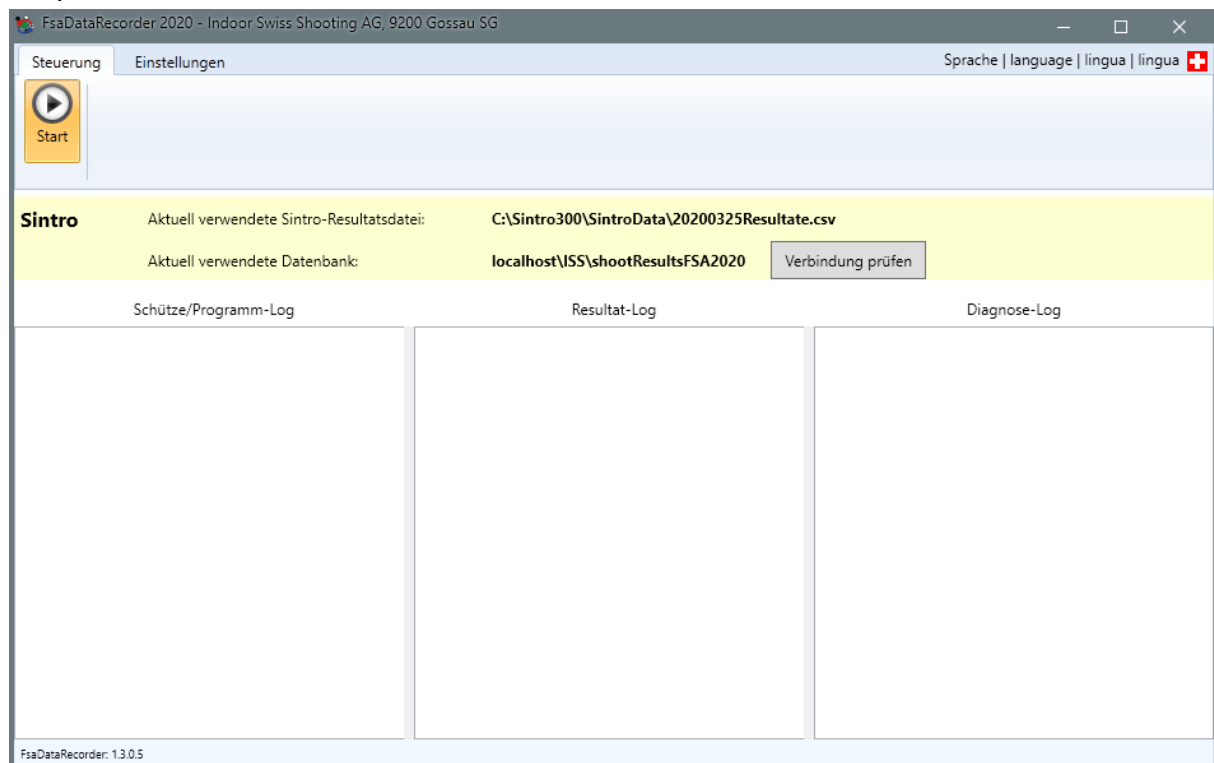 FsaDataRecorder 2020 - Indoor Swiss Shooting AG, 9200 Gossau SG
Steuerung Einstellungen Sprache | language | lingua | lingua
Start
Sintro Aktuell verwendete Sintro-Resultatsdatei: C:\Sintro300\SintroData\20200325Resultate.csv
Aktuell verwendete Datenbank: localhost\ISS\shootResultsFSA2020 Verbindung prüfen
Schütze/Programm-Log Resultat-Log Diagnose-Log
FsaDataRecorder: 1.3.0.5